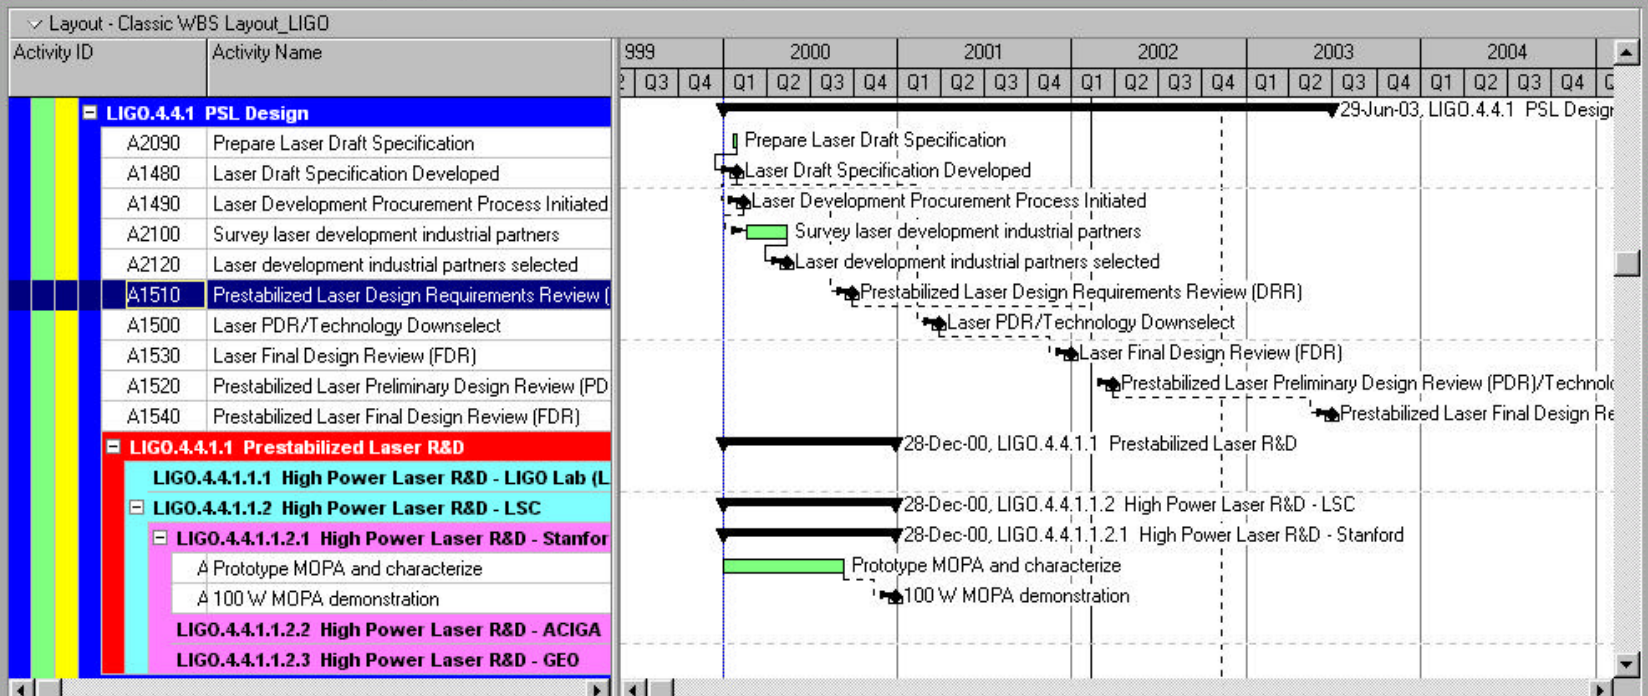 Layout - Classic WBS Layout_LIGO
Activity ID Activity Name 999 2000 2001 2002 2003 2004
Q3 Q4 Q1 Q2 Q3 Q4 Q1 Q2 Q3 Q4 Q1 Q2 Q3 Q4 Q1 Q2 Q3 Q4 Q1 Q2 Q3 Q4
LIGO.4.4.1 PSL Design 29-Jun-03, LIGO.4.4.1 PSL Design
A2090 Prepare Laser Draft Specification Prepare Laser Draft Specification
A1480 Laser Draft Specification Developed Laser Draft Specification Developed
A1490 Laser Development Procurement Process Initiated Laser Development Procurement Process Initiated
A2100 Survey laser development industrial partners Survey laser development industrial partners
A2120 Laser development industrial partners selected Laser development industrial partners selected
A1510 Prestabilized Laser Design Requirements Review ( Prestabilized Laser Design Requirements Review (DRR)
A1500 Laser PDR/Technology Downselect Laser PDR/Technology Downselect
A1530 Laser Final Design Review (FDR) Laser Final Design Review (FDR)
A1520 Prestabilized Laser Preliminary Design Review (PD Prestabilized Laser Preliminary Design Review (PDR)/Technolo
A1540 Prestabilized Laser Final Design Review (FDR) Prestabilized Laser Final Design Re
LIGO.4.4.1.1 Prestabilized Laser R&D 28-Dec-00, LIGO.4.4.1.1 Prestabilized Laser R&D
LIGO.4.4.1.1.1 High Power Laser R&D - LIGO Lab (L
LIGO.4.4.1.1.2 High Power Laser R&D - LSC 28-Dec-00, LIGO.4.4.1.1.2 High Power Laser R&D - LSC
LIGO.4.4.1.1.2.1 High Power Laser R&D - Stanfor 28-Dec-00, LIGO.4.4.1.1.2.1 High Power Laser R&D - Stanford
A Prototype MOPA and characterize Prototype MOPA and characterize
A 100 W MOPA demonstration 100 W MOPA demonstration
LIGO.4.4.1.1.2.2 High Power Laser R&D - ACIGA
LIGO.4.4.1.1.2.3 High Power Laser R&D - GEO